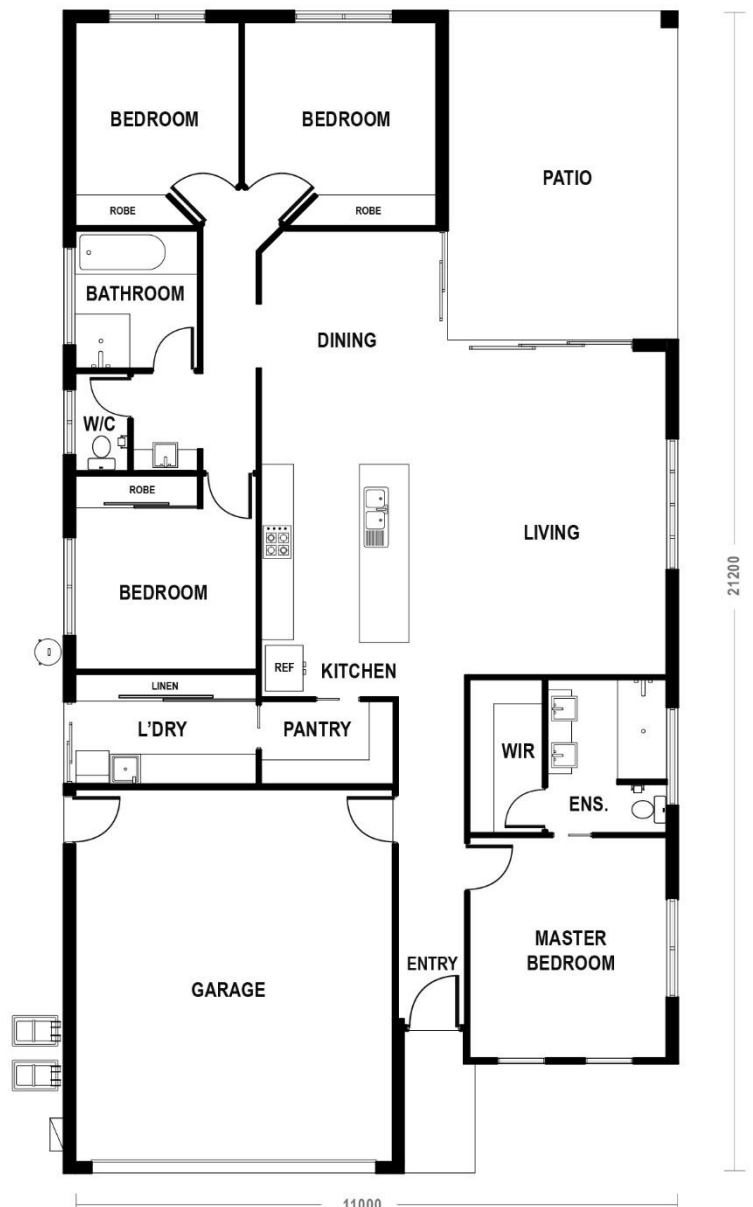 BEDROOM
BEDROOM
PATIO
ROBE
ROBE
BATHROOM
DINING
W/C
ROBE
LIVING
BEDROOM
21200
REF
KITCHEN
LINEN
L'DRY
PANTRY
WIR
ENS.
MASTER
BEDROOM
ENTRY
GARAGE
11000